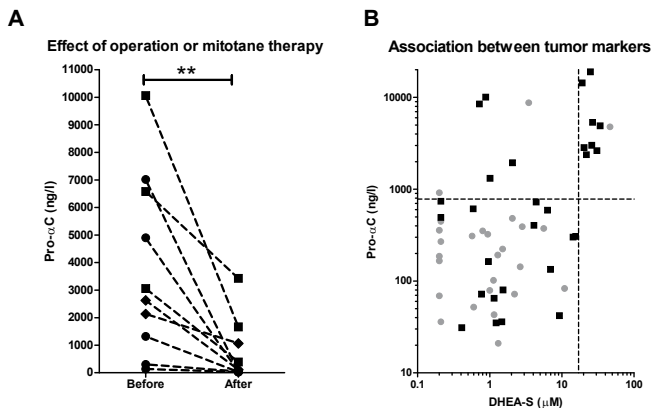 A
Effect of operation or mitotane therapy
**
11000
10000
9000
8000
7000
6000
5000
4000
3000
2000
1000
0
Pro-αC (ng/l)
Before
After
B
Association between tumor markers
10000
1000
100
10
Pro-αC (ng/l)
0.1
1
10
100
DHEA-S (μM)